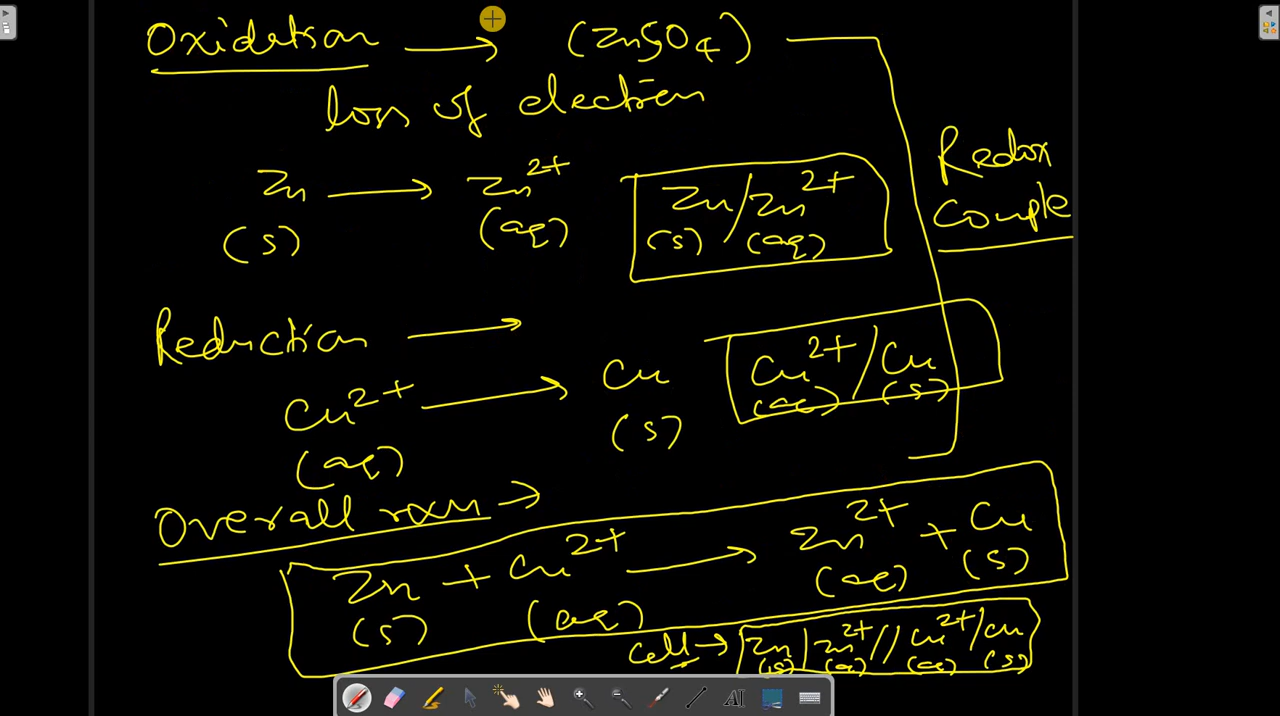 Oxidation → (ZnSO4)
loss of electron
Zn → Zn²⁺ Zn/Zn²⁺
(s) (aq) (s) (aq)
Redox
Couple
Reduction →
Cu²⁺ → Cu Cu²⁺/Cu
(aq) (s) (aq) (s)
Overall rxn →
Zn + Cu²⁺ → Zn²⁺ + Cu
(s) (aq) (aq) (s)
Cell → Zn|Zn²⁺//Cu²⁺/Cu
(s) (aq) (aq) (s)
AI